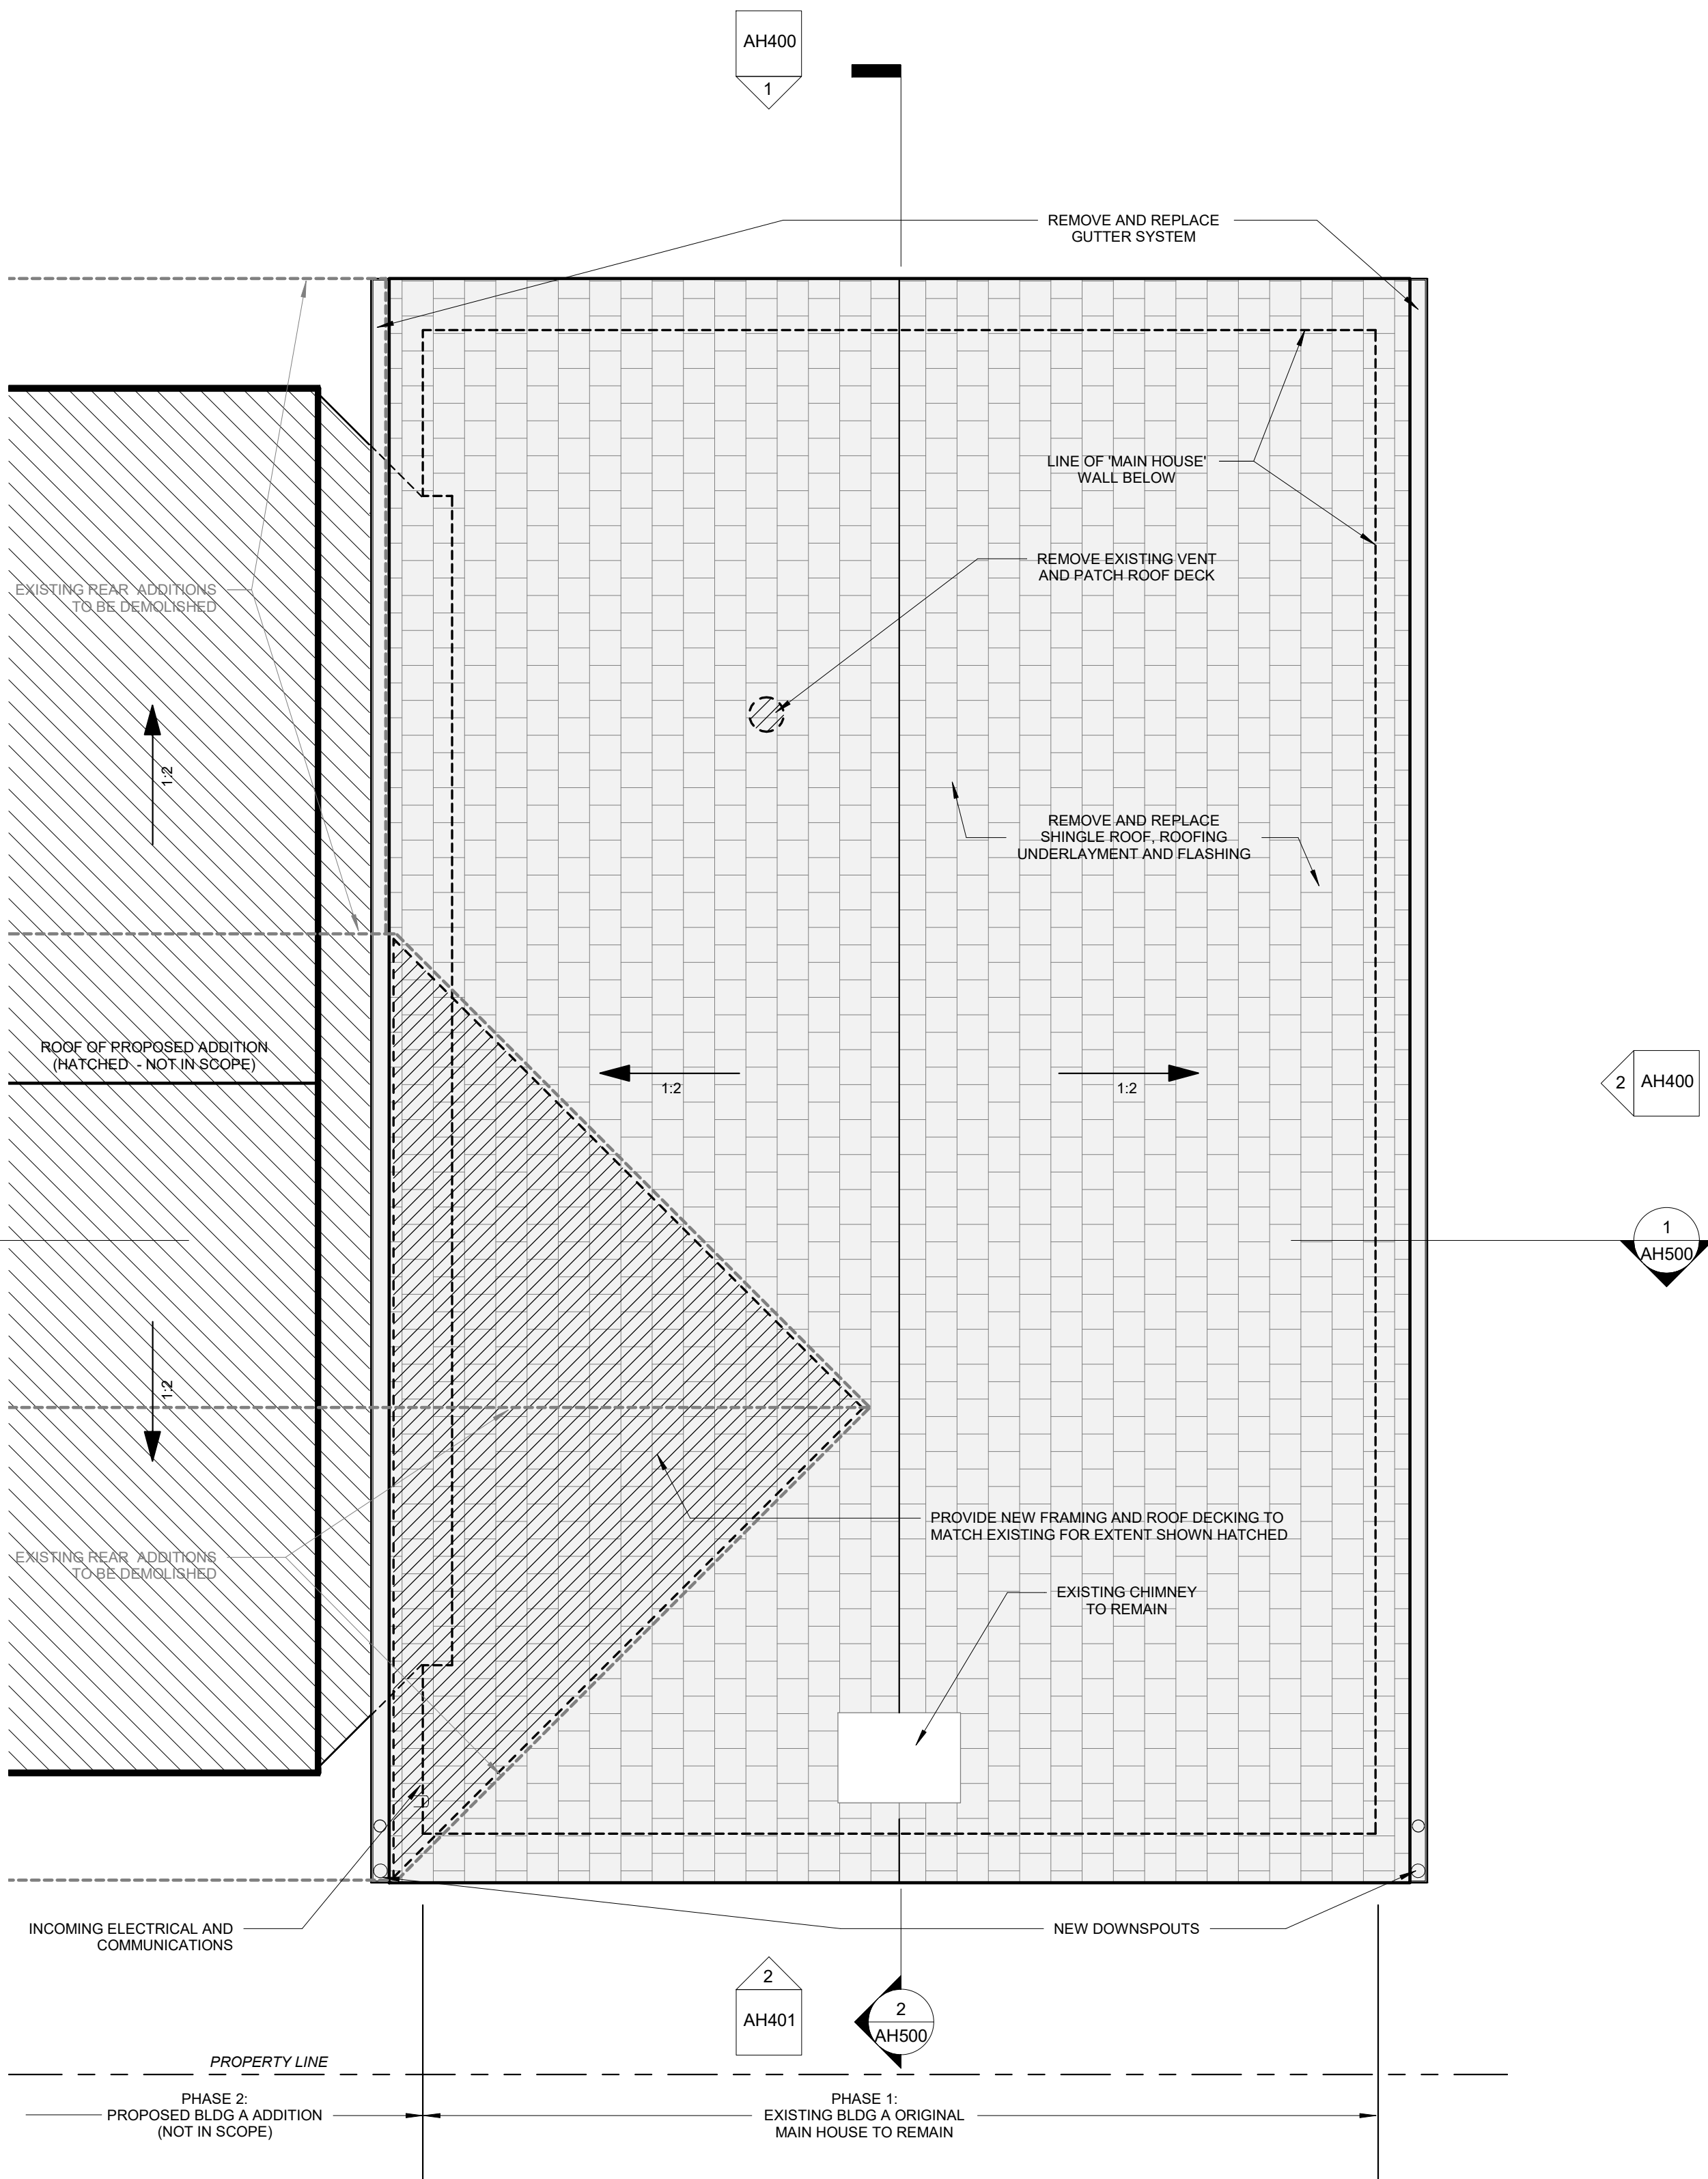 AH400
1
REMOVE AND REPLACE
GUTTER SYSTEM
LINE OF 'MAIN HOUSE'
WALL BELOW
REMOVE EXISTING VENT
AND PATCH ROOF DECK
EXISTING REAR ADDITIONS
TO BE DEMOLISHED
1:2
REMOVE AND REPLACE
SHINGLE ROOF, ROOFING
UNDERLAYMENT AND FLASHING
ROOF OF PROPOSED ADDITION
(HATCHED - NOT IN SCOPE)
1:2
1:2
2
AH400
1
AH500
1:2
PROVIDE NEW FRAMING AND ROOF DECKING TO
MATCH EXISTING FOR EXTENT SHOWN HATCHED
EXISTING REAR ADDITIONS
TO BE DEMOLISHED
EXISTING CHIMNEY
TO REMAIN
INCOMING ELECTRICAL AND
COMMUNICATIONS
NEW DOWNSPOUTS
2
AH401
2
AH500
PROPERTY LINE
PHASE 2:
PROPOSED BLDG A ADDITION
(NOT IN SCOPE)
PHASE 1:
EXISTING BLDG A ORIGINAL
MAIN HOUSE TO REMAIN